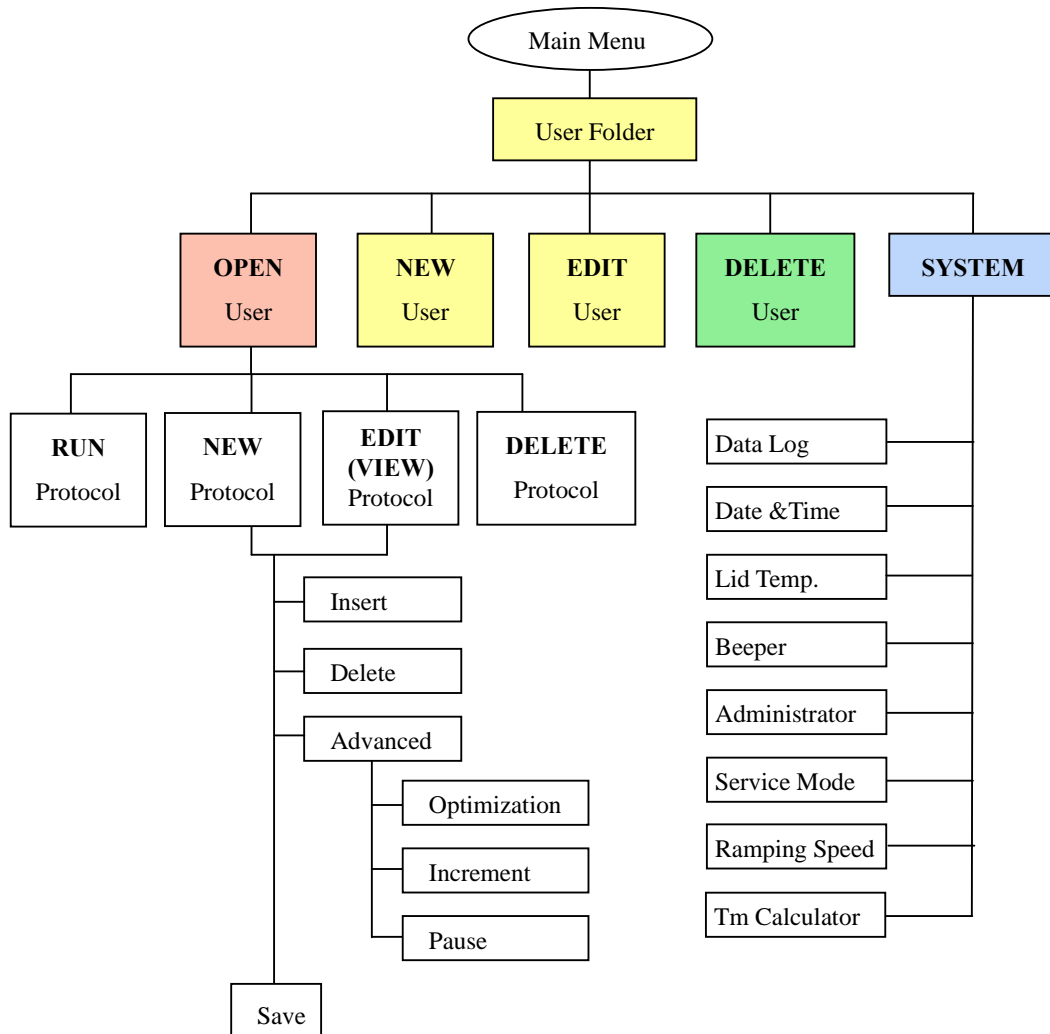 Main Menu
User Folder
OPEN
User
NEW
User
EDIT
User
DELETE
User
SYSTEM
RUN
Protocol
NEW
Protocol
EDIT
(VIEW)
Protocol
DELETE
Protocol
Insert
Delete
Advanced
Optimization
Increment
Pause
Save
Data Log
Date &Time
Lid Temp.
Beeper
Administrator
Service Mode
Ramping Speed
Tm Calculator